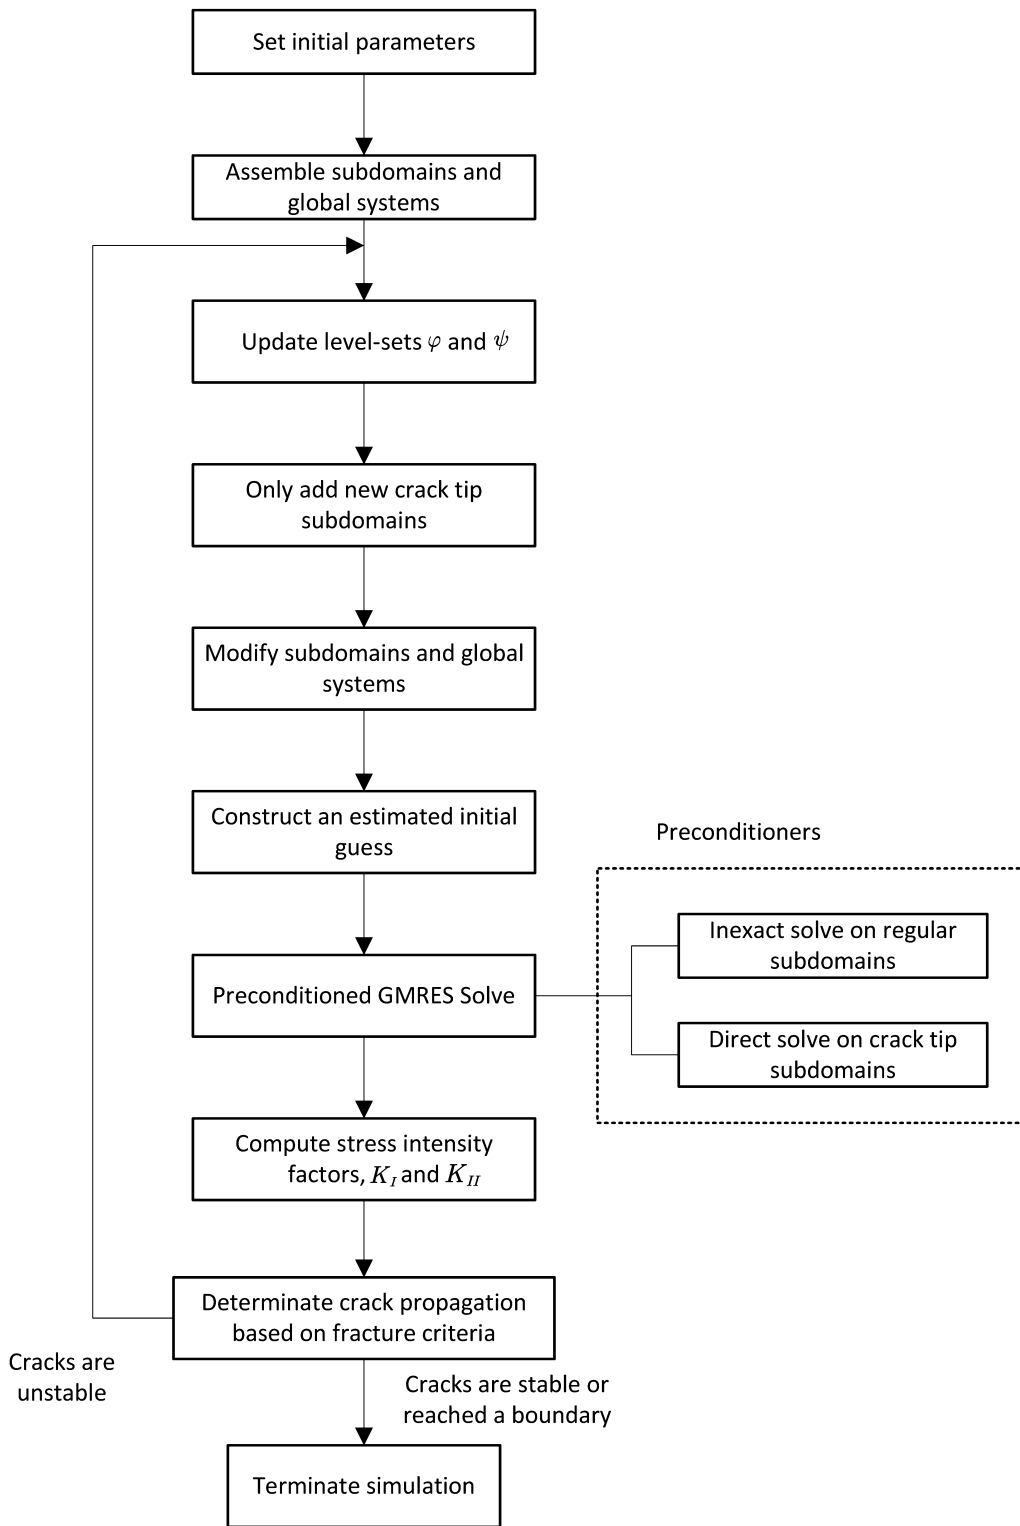 Set initial parameters
Assemble subdomains and
global systems
Update level-sets φ and ψ
Only add new crack tip
subdomains
Modify subdomains and global
systems
Construct an estimated initial
guess
Preconditioners
Inexact solve on regular
subdomains
Preconditioned GMRES Solve
Direct solve on crack tip
subdomains
Compute stress intensity
factors, K_I and K_II
Determinate crack propagation
based on fracture criteria
Cracks are
unstable
Cracks are stable or
reached a boundary
Terminate simulation